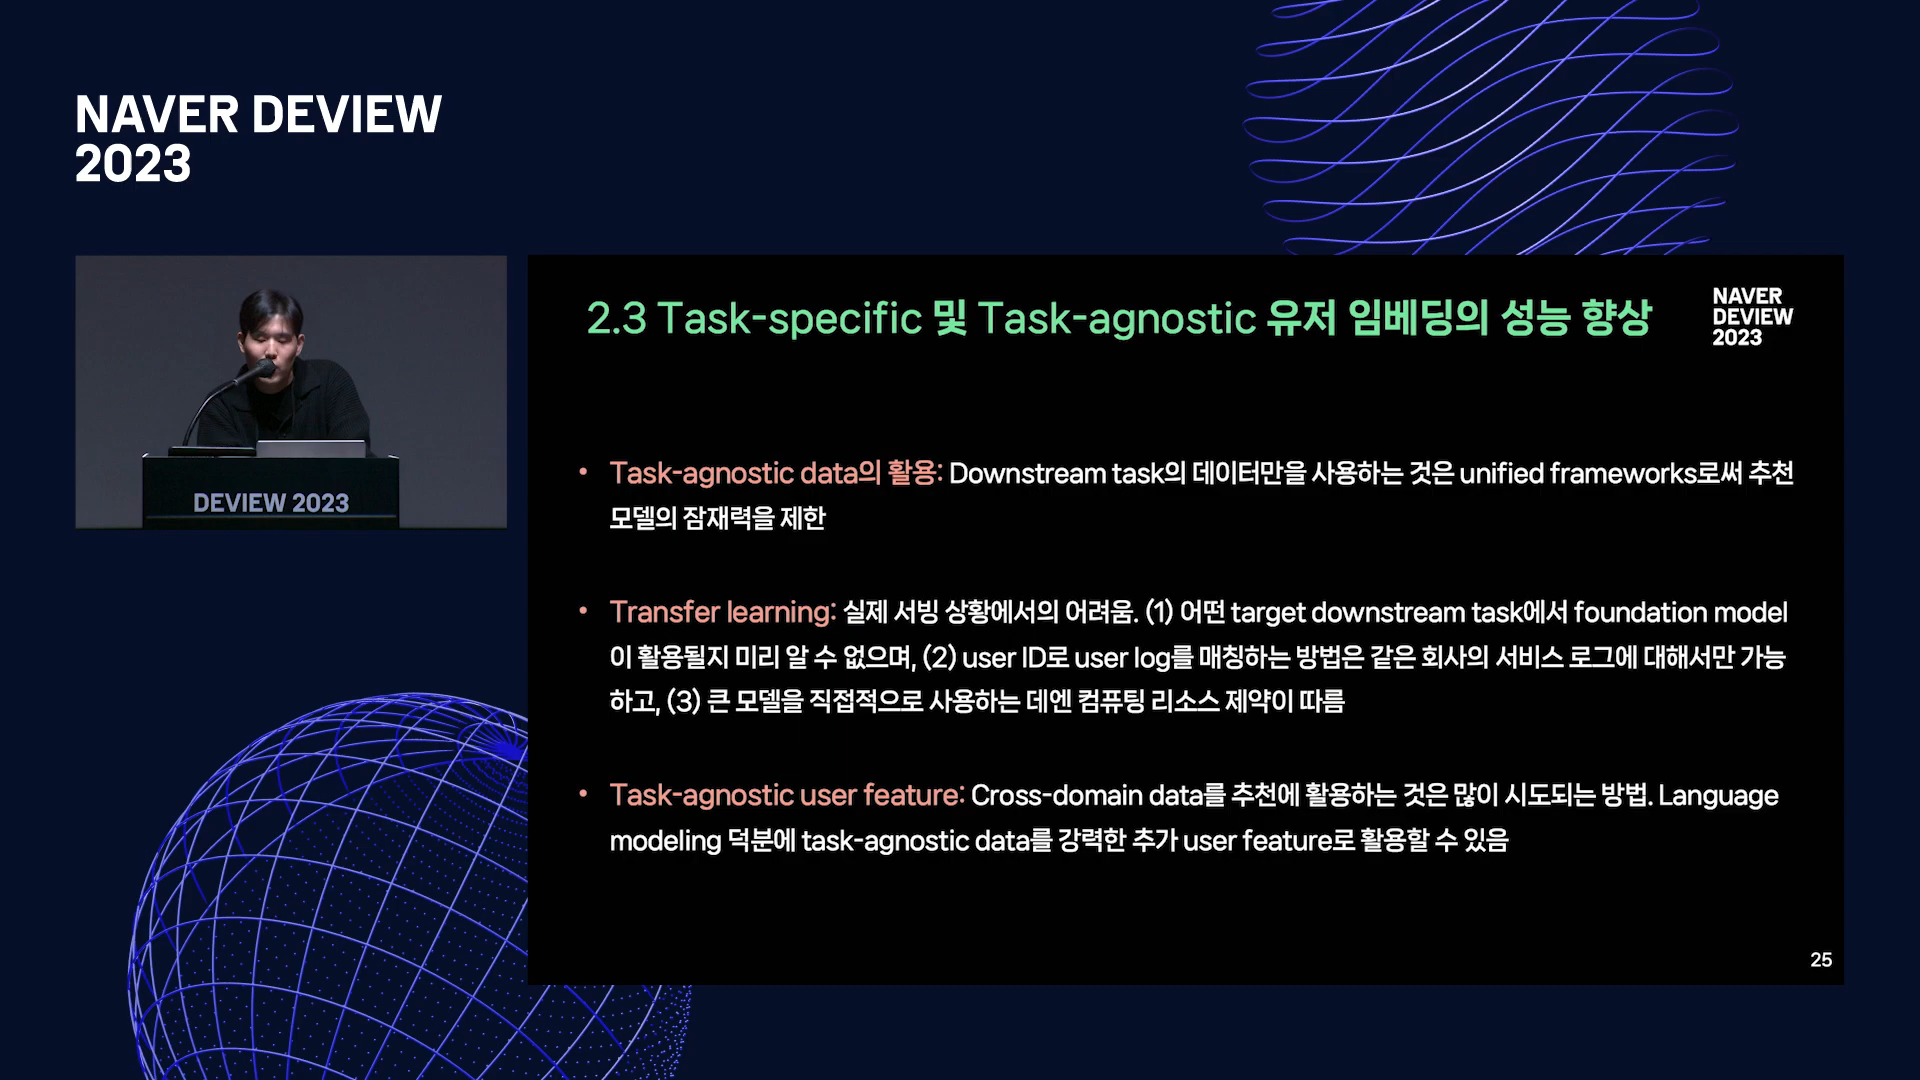 NAVER DEVIEW
2023
DEVIEW 2023
2.3 Task-specific 및 Task-agnostic 유저 임베딩의 성능 향상
NAVER
DEVIEW
2023
• Task-agnostic data의 활용: Downstream task의 데이터만을 사용하는 것은 unified frameworks로써 추천
모델의 잠재력을 제한
• Transfer learning: 실제 서빙 상황에서의 어려움. (1) 어떤 target downstream task에서 foundation model
이 활용될지 미리 알 수 없으며, (2) user ID로 user log를 매칭하는 방법은 같은 회사의 서비스 로그에 대해서만 가능
하고, (3) 큰 모델을 직접적으로 사용하는 데엔 컴퓨팅 리소스 제약이 따름
• Task-agnostic user feature: Cross-domain data를 추천에 활용하는 것은 많이 시도되는 방법. Language
modeling 덕분에 task-agnostic data를 강력한 추가 user feature로 활용할 수 있음
25